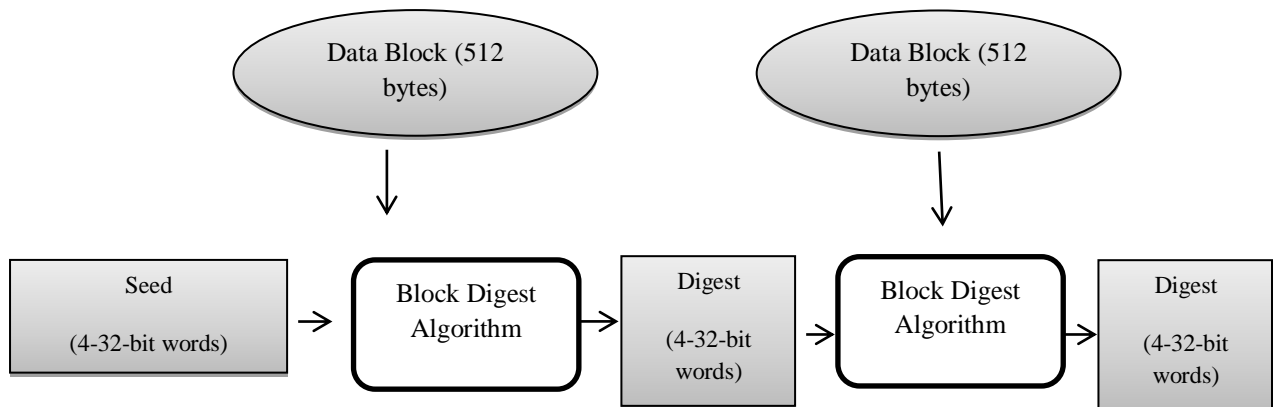 Data Block (512
bytes)
Data Block (512
bytes)
Seed
(4-32-bit words)
Block Digest
Algorithm
Digest
(4-32-bit
words)
Block Digest
Algorithm
Digest
(4-32-bit
words)